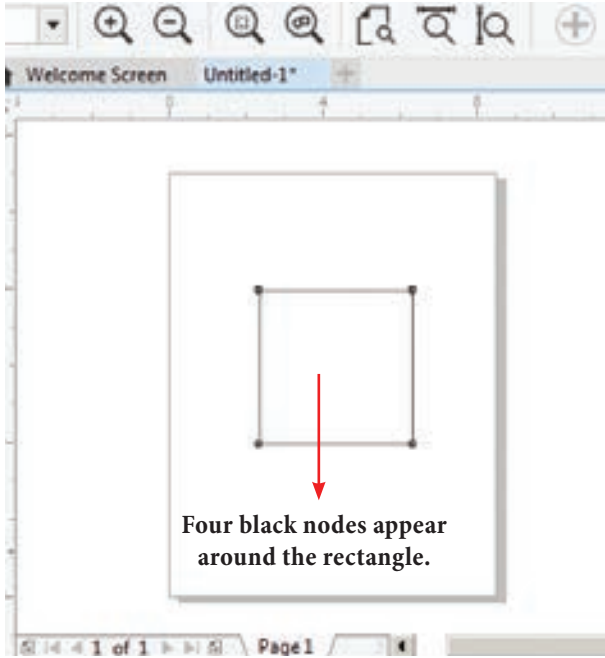 Welcome Screen
Untitled-1*
Four black nodes appear
around the rectangle.
1 of 1
Page 1